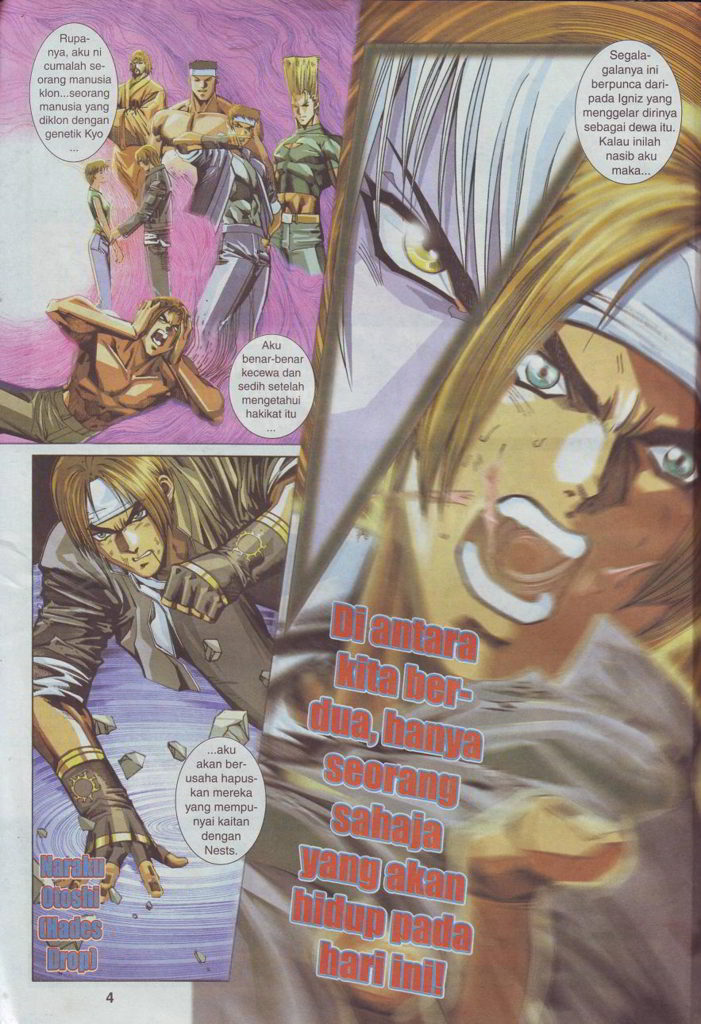 Rupa-
nya, aku ni
cumalah se-
orang manusia
klon...seorang
manusia yang
diklon dengan
genetik Kyo
...
Aku
benar-benar
kecewa dan
sedih setelah
mengetahui
hakikat itu
...
Segala-
galanya ini
berpunca dari-
pada Igniz yang
menggelar dirinya
sebagai dewa itu.
Kalau inilah
nasib aku
maka...
...aku
akan ber-
usaha hapus-
kan mereka
yang mempu-
nyai kaitan
dengan
Nests.
Naraku
Otoshi
(Hades
Drop)
Di antara
kita ber-
dua, hanya
seorang
sahaja
yang akan
hidup pada
hari ini!
4